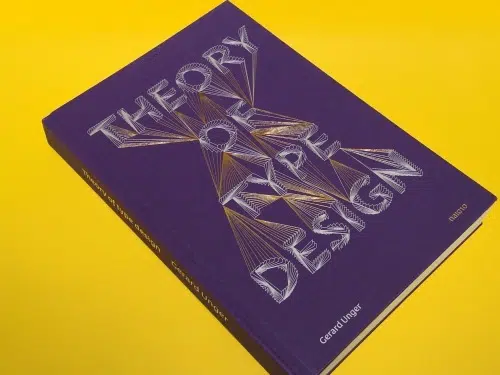 THEORY
OF
TYPE
DESIGN
Gerard Unger
nai010
Theory of type design Gerard Unger